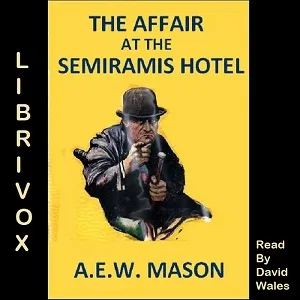 THE AFFAIR
AT THE
SEMIRAMIS HOTEL
LIBRIVOX
A.E.W. MASON
Read
By
David
Wales